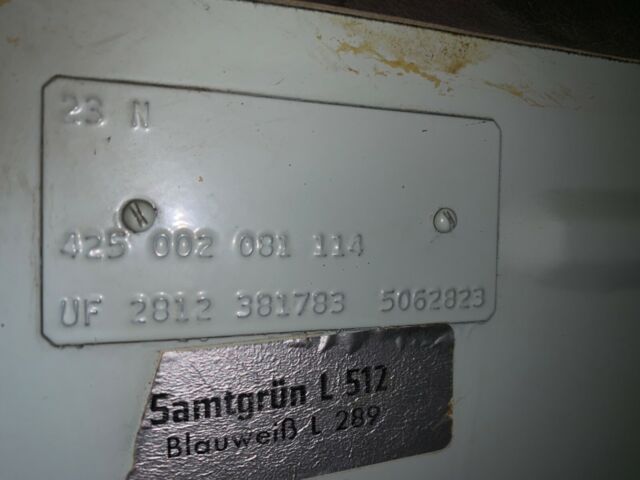 23 N
425 002 081 114
UF 2812 381783 5062823
Samtgrün L 512
Blauweiß L 289